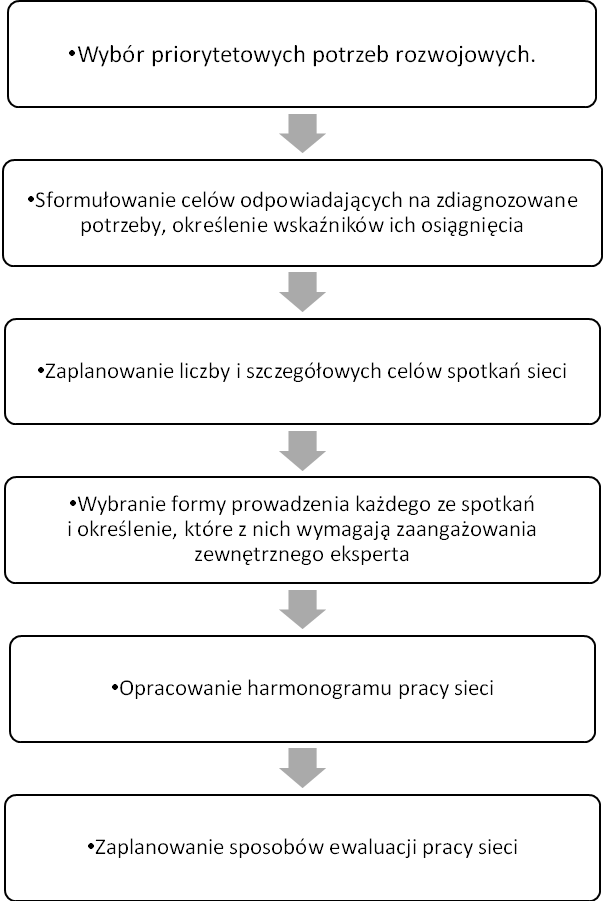 •Wybór priorytetowych potrzeb rozwojowych.
•Sformułowanie celów odpowiadających na zdiagnozowane
potrzeby, określenie wskaźników ich osiągnięcia
•Zaplanowanie liczby i szczegółowych celów spotkań sieci
•Wybranie formy prowadzenia każdego ze spotkań
i określenie, które z nich wymagają zaangażowania
zewnętrznego eksperta
•Opracowanie harmonogramu pracy sieci
•Zaplanowanie sposobów ewaluacji pracy sieci